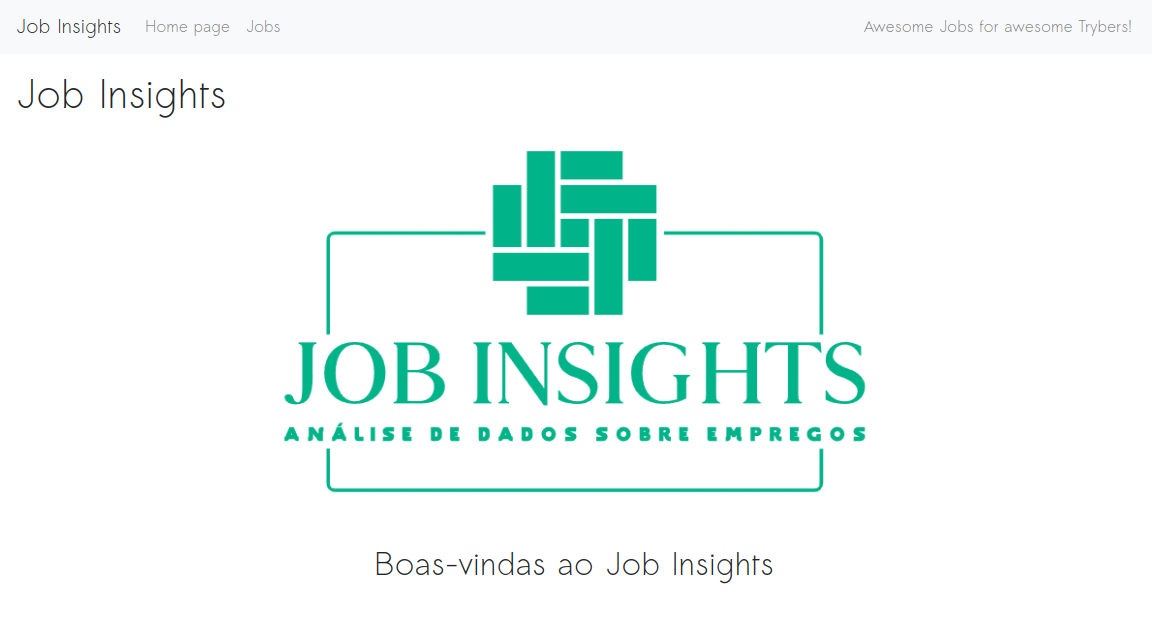 Job Insights Home page Jobs Awesome Jobs for awesome Trybers!
Job Insights
JOB INSIGHTS
ANÁLISE DE DADOS SOBRE EMPREGOS
Boas-vindas ao Job Insights